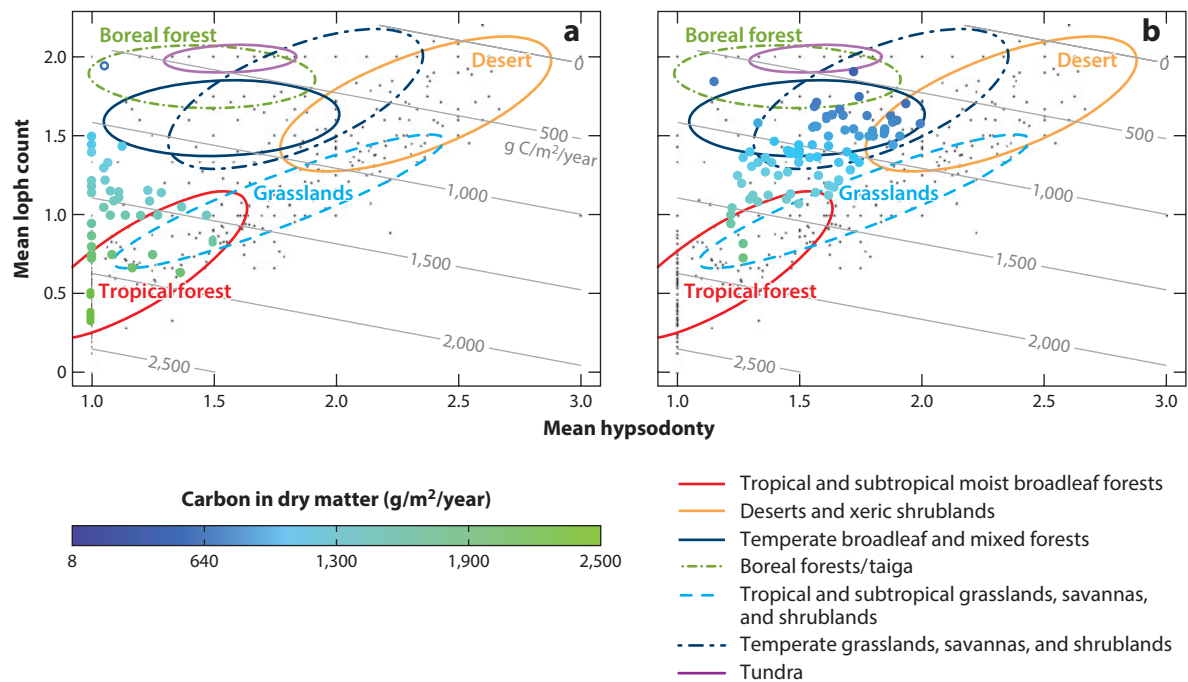 Boreal forest
a
Desert
0
500
g C/m²/year
1,000
Grasslands
1,500
Tropical forest
2,000
2,500
2.0
1.5
1.0
0.5
0
Mean loph count
1.0
1.5
2.0
2.5
3.0
Boreal forest
b
Desert
0
500
1,000
Grasslands
1,500
Tropical forest
2,000
2,500
1.0
1.5
2.0
2.5
3.0
Mean hypsodonty
Carbon in dry matter (g/m²/year)
8
640
1,300
1,900
2,500
Tropical and subtropical moist broadleaf forests
Deserts and xeric shrublands
Temperate broadleaf and mixed forests
Boreal forests/taiga
Tropical and subtropical grasslands, savannas,
and shrublands
Temperate grasslands, savannas, and shrublands
Tundra